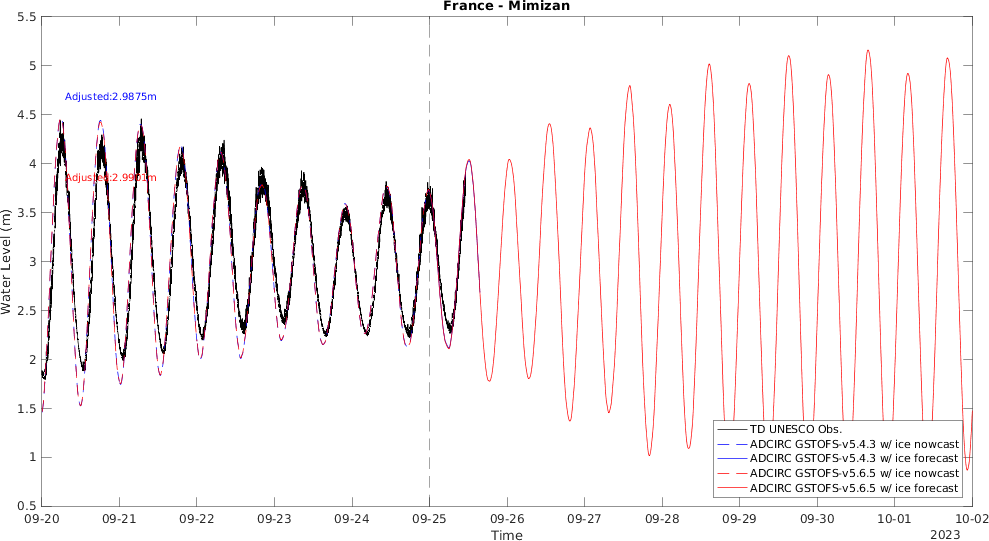 France - Mimizan
5.5
5
4.5
4
3.5
3
2.5
2
1.5
1
0.5
Water Level (m)
Adjusted:2.9875m
Adjusted:2.9901m
TD UNESCO Obs.
ADCIRC GSTOFS-v5.4.3 w/ ice nowcast
ADCIRC GSTOFS-v5.4.3 w/ ice forecast
ADCIRC GSTOFS-v5.6.5 w/ ice nowcast
ADCIRC GSTOFS-v5.6.5 w/ ice forecast
09-20 09-21 09-22 09-23 09-24 09-25 09-26 09-27 09-28 09-29 09-30 10-01 10-02
Time
2023